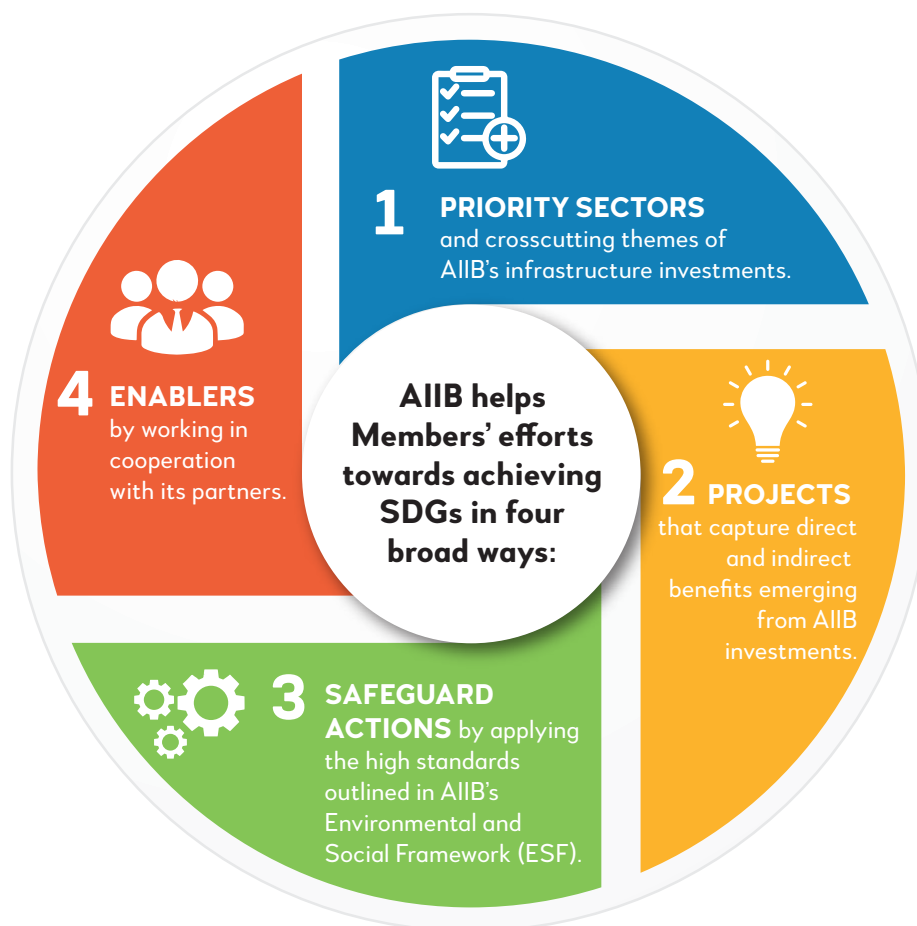 AIIB helps
Members' efforts
towards achieving
SDGs in four
broad ways:
1 PRIORITY SECTORS
and crosscutting themes of
AIIB's infrastructure investments.
2 PROJECTS
that capture direct
and indirect
benefits emerging
from AIIB
investments.
3 SAFEGUARD
ACTIONS by applying
the high standards
outlined in AIIB's
Environmental and
Social Framework (ESF).
4 ENABLERS
by working in
cooperation
with its partners.